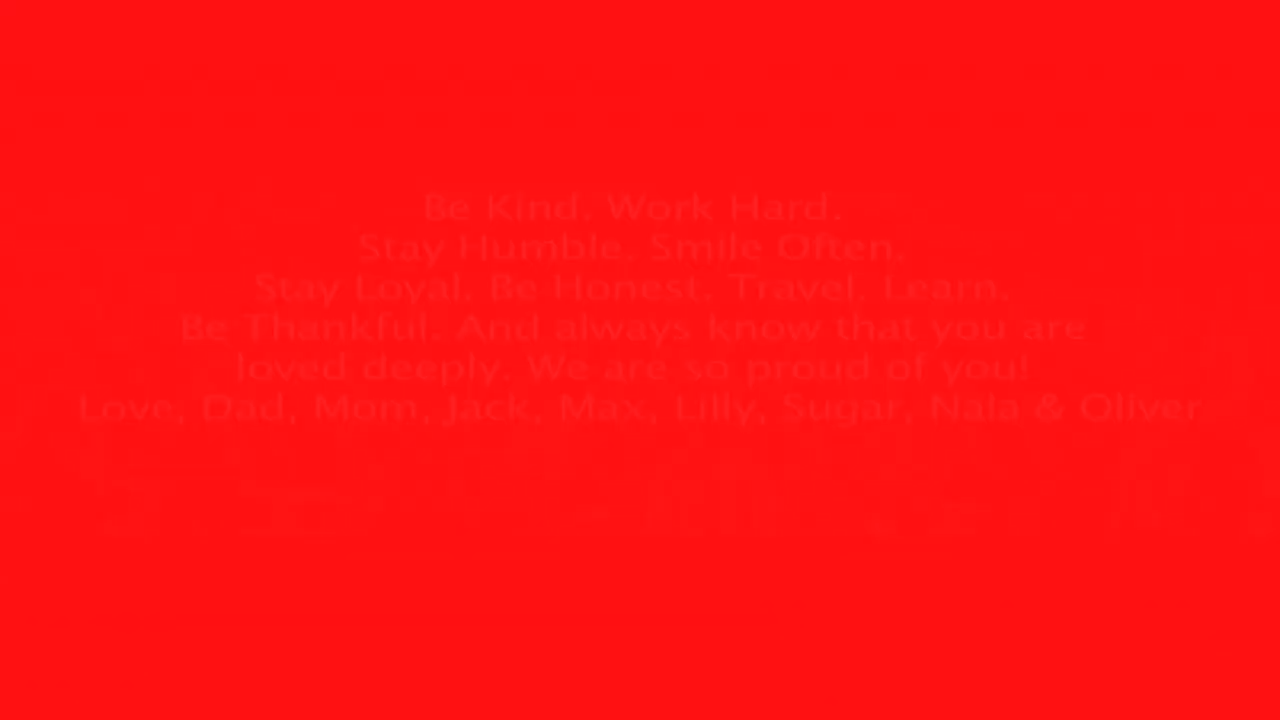 Be Kind. Work Hard.
Stay Humble. Smile Often.
Stay Loyal. Be Honest. Travel. Learn.
Be Thankful. And always know that you are
loved deeply. We are so proud of you!
Love, Dad, Mom, Jack, Max, Lilly, Sugar, Nala & Oliver